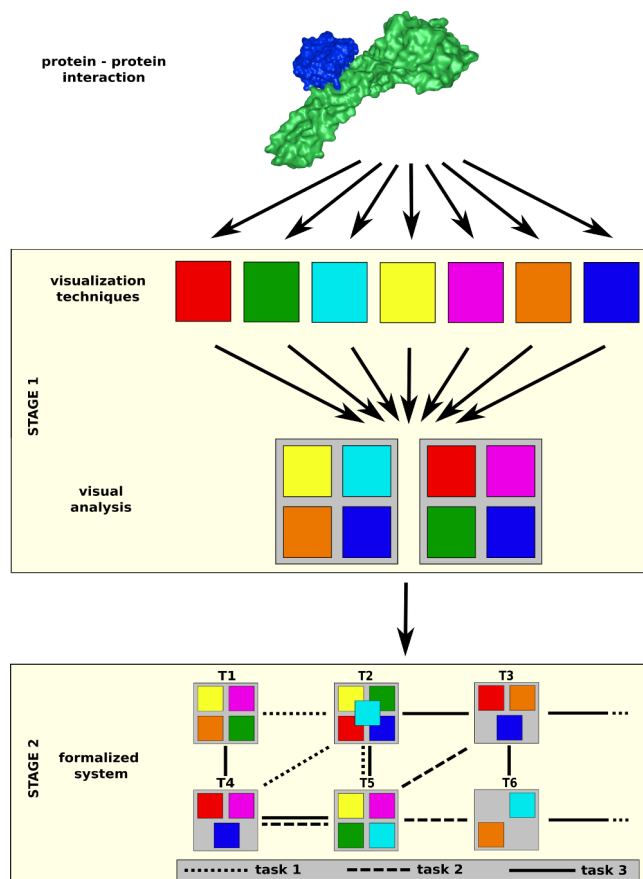 protein - protein
interaction
visualization
techniques
STAGE 1
visual
analysis
T1
T2
T3
STAGE 2
formalized
system
T4
T5
T6
task 1
task 2
task 3